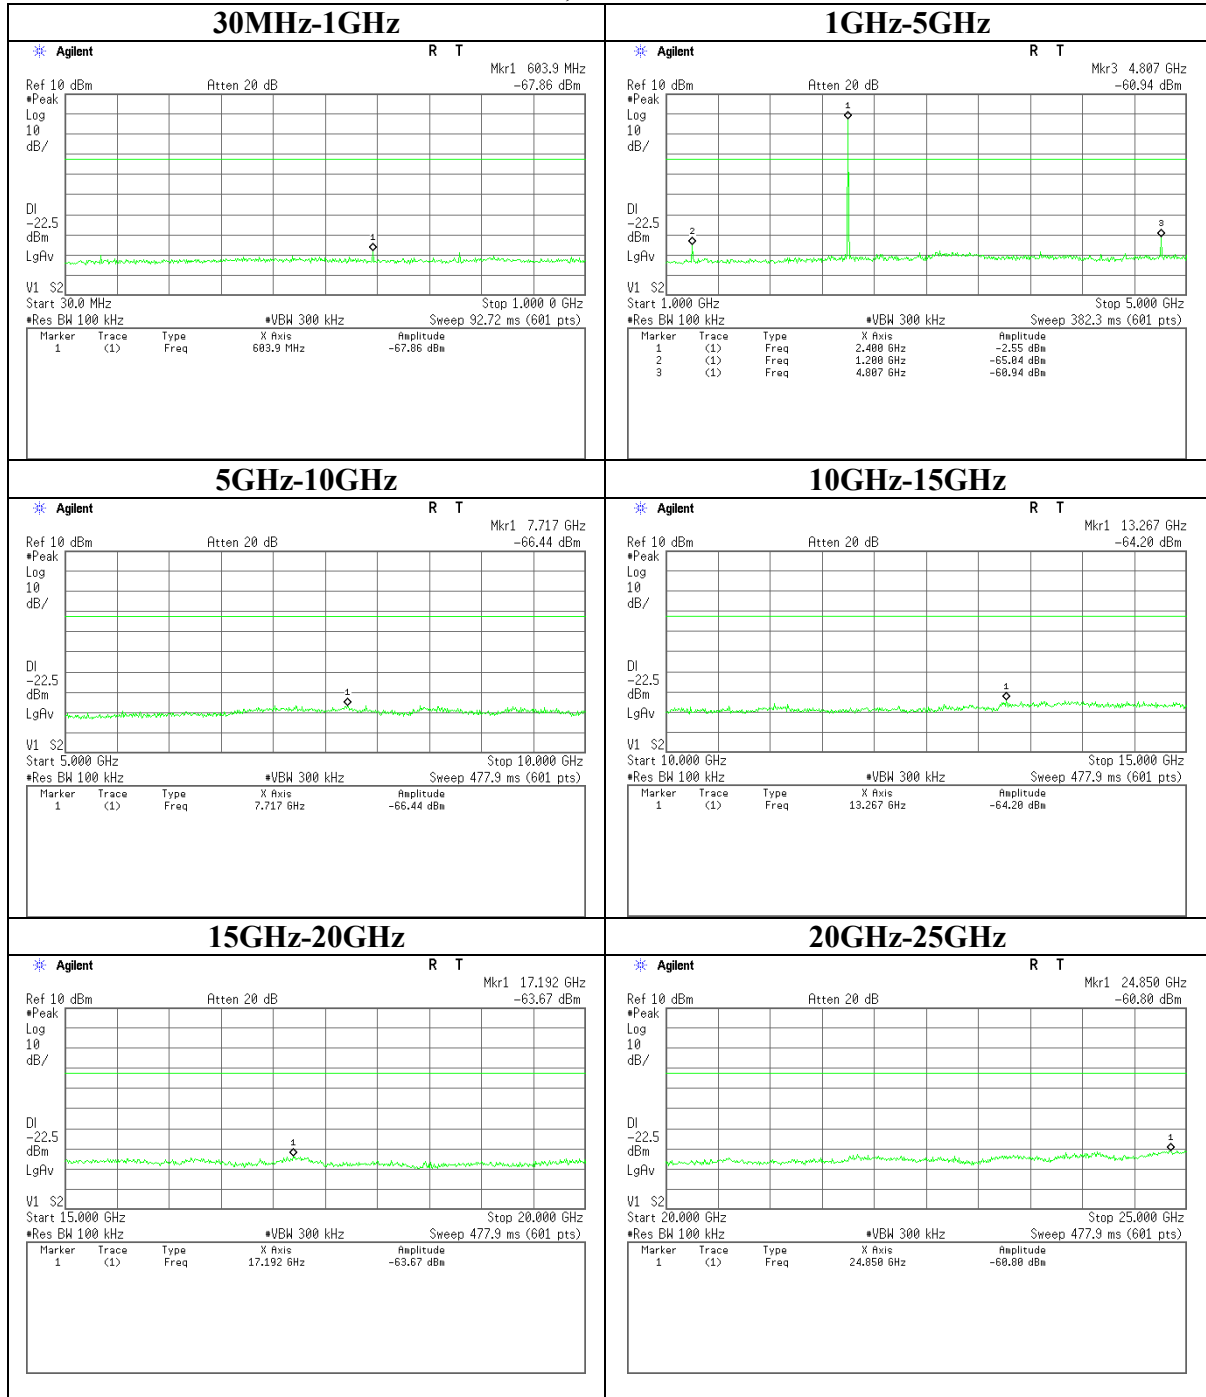 30MHz-1GHz
Agilent R T
Mkr1 603.9 MHz
Ref 10 dBm Atten 20 dB -67.86 dBm
#Peak
Log
10
dB/
1
DI
-22.5
dBm
LgAv
V1 S2
Start 30.0 MHz Stop 1.000 0 GHz
#Res BW 100 kHz #VBW 300 kHz Sweep 92.72 ms (601 pts)
Marker Trace Type X Axis Amplitude
1 (1) Freq 603.9 MHz -67.86 dBm
1GHz-5GHz
Agilent R T
Mkr3 4.807 GHz
Ref 10 dBm Atten 20 dB -60.94 dBm
#Peak
Log
10
dB/
1
2
3
DI
-22.5
dBm
LgAv
V1 S2
Start 1.000 GHz Stop 5.000 GHz
#Res BW 100 kHz #VBW 300 kHz Sweep 382.3 ms (601 pts)
Marker Trace Type X Axis Amplitude
1 (1) Freq 2.400 GHz -2.55 dBm
2 (1) Freq 1.200 GHz -65.04 dBm
3 (1) Freq 4.807 GHz -60.94 dBm
5GHz-10GHz
Agilent R T
Mkr1 7.717 GHz
Ref 10 dBm Atten 20 dB -66.44 dBm
#Peak
Log
10
dB/
1
DI
-22.5
dBm
LgAv
V1 S2
Start 5.000 GHz Stop 10.000 GHz
#Res BW 100 kHz #VBW 300 kHz Sweep 477.9 ms (601 pts)
Marker Trace Type X Axis Amplitude
1 (1) Freq 7.717 GHz -66.44 dBm
10GHz-15GHz
Agilent R T
Mkr1 13.267 GHz
Ref 10 dBm Atten 20 dB -64.20 dBm
#Peak
Log
10
dB/
1
DI
-22.5
dBm
LgAv
V1 S2
Start 10.000 GHz Stop 15.000 GHz
#Res BW 100 kHz #VBW 300 kHz Sweep 477.9 ms (601 pts)
Marker Trace Type X Axis Amplitude
1 (1) Freq 13.267 GHz -64.20 dBm
15GHz-20GHz
Agilent R T
Mkr1 17.192 GHz
Ref 10 dBm Atten 20 dB -63.67 dBm
#Peak
Log
10
dB/
1
DI
-22.5
dBm
LgAv
V1 S2
Start 15.000 GHz Stop 20.000 GHz
#Res BW 100 kHz #VBW 300 kHz Sweep 477.9 ms (601 pts)
Marker Trace Type X Axis Amplitude
1 (1) Freq 17.192 GHz -63.67 dBm
20GHz-25GHz
Agilent R T
Mkr1 24.850 GHz
Ref 10 dBm Atten 20 dB -60.80 dBm
#Peak
Log
10
dB/
1
DI
-22.5
dBm
LgAv
V1 S2
Start 20.000 GHz Stop 25.000 GHz
#Res BW 100 kHz #VBW 300 kHz Sweep 477.9 ms (601 pts)
Marker Trace Type X Axis Amplitude
1 (1) Freq 24.850 GHz -60.80 dBm